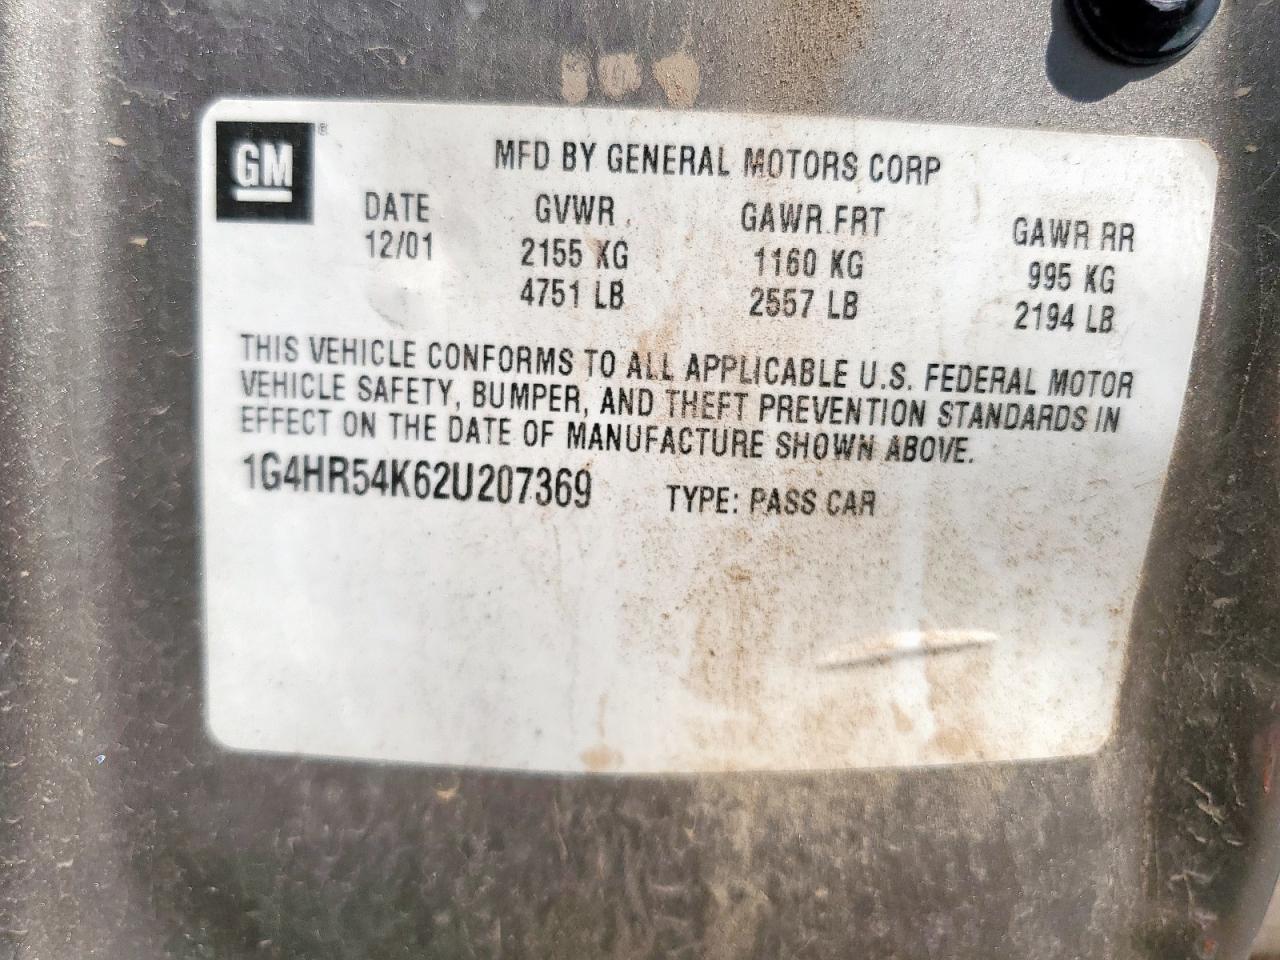 GM®
MFD BY GENERAL MOTORS CORP
DATE GVWR GAWR FRT GAWR RR
12/01 2155 KG 1160 KG 995 KG
4751 LB 2557 LB 2194 LB
THIS VEHICLE CONFORMS TO ALL APPLICABLE U.S. FEDERAL MOTOR
VEHICLE SAFETY, BUMPER, AND THEFT PREVENTION STANDARDS IN
EFFECT ON THE DATE OF MANUFACTURE SHOWN ABOVE.
1G4HR54K62U207369 TYPE: PASS CAR